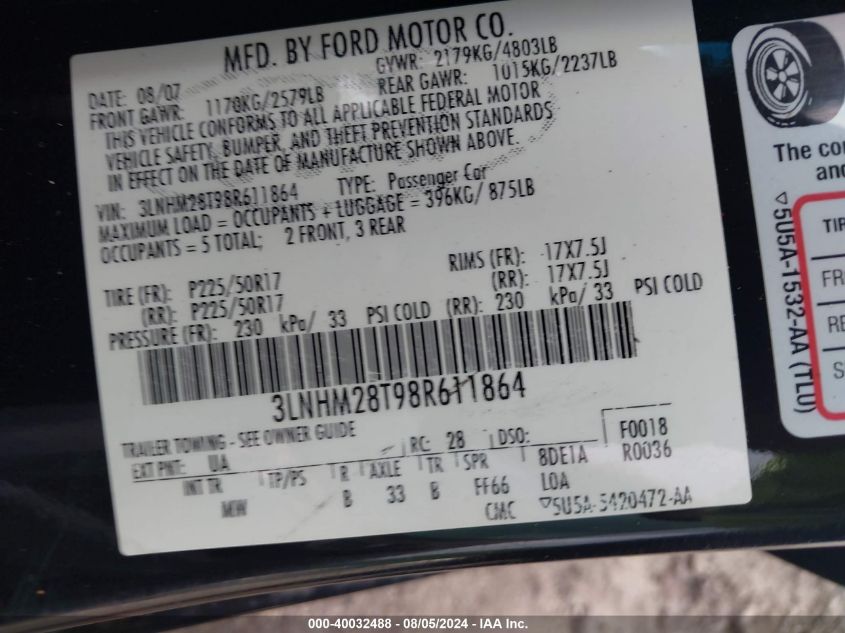 MFD. BY FORD MOTOR CO.
DATE: 08/07 GVWR: 2179KG/4803LB
FRONT GAWR: 1170KG/2579LB REAR GAWR: 1015KG/2237LB
THIS VEHICLE CONFORMS TO ALL APPLICABLE FEDERAL MOTOR
VEHICLE SAFETY, BUMPER, AND THEFT PREVENTION STANDARDS
IN EFFECT ON THE DATE OF MANUFACTURE SHOWN ABOVE.
VIN: 3LNHM28T98R611864 TYPE: Passenger Car
MAXIMUM LOAD = OCCUPANTS + LUGGAGE = 396KG/ 875LB
OCCUPANTS = 5 TOTAL; 2 FRONT, 3 REAR
TIRE (FR): P225/50R17 RIMS (FR): 17X7.5J
(RR): P225/50R17 (RR): 17X7.5J
PRESSURE (FR): 230 kPa/ 33 PSI COLD (RR): 230 kPa/ 33 PSI COLD
3LNHM28T98R611864
TRAILER TOWING - SEE OWNER GUIDE
EXT PNT: UA RC: 28 DSO: F0018
INT TR TP/PS R AXLE TR SPR 8DE1A R0036
MW B 33 B FF66 LOA
CMC ▽5U5A-5420472-AA
The co
and
▽5U5A-1532-AA (TLU)
TIR
FR
RE
S
000-40032488 - 08/05/2024 - IAA Inc.